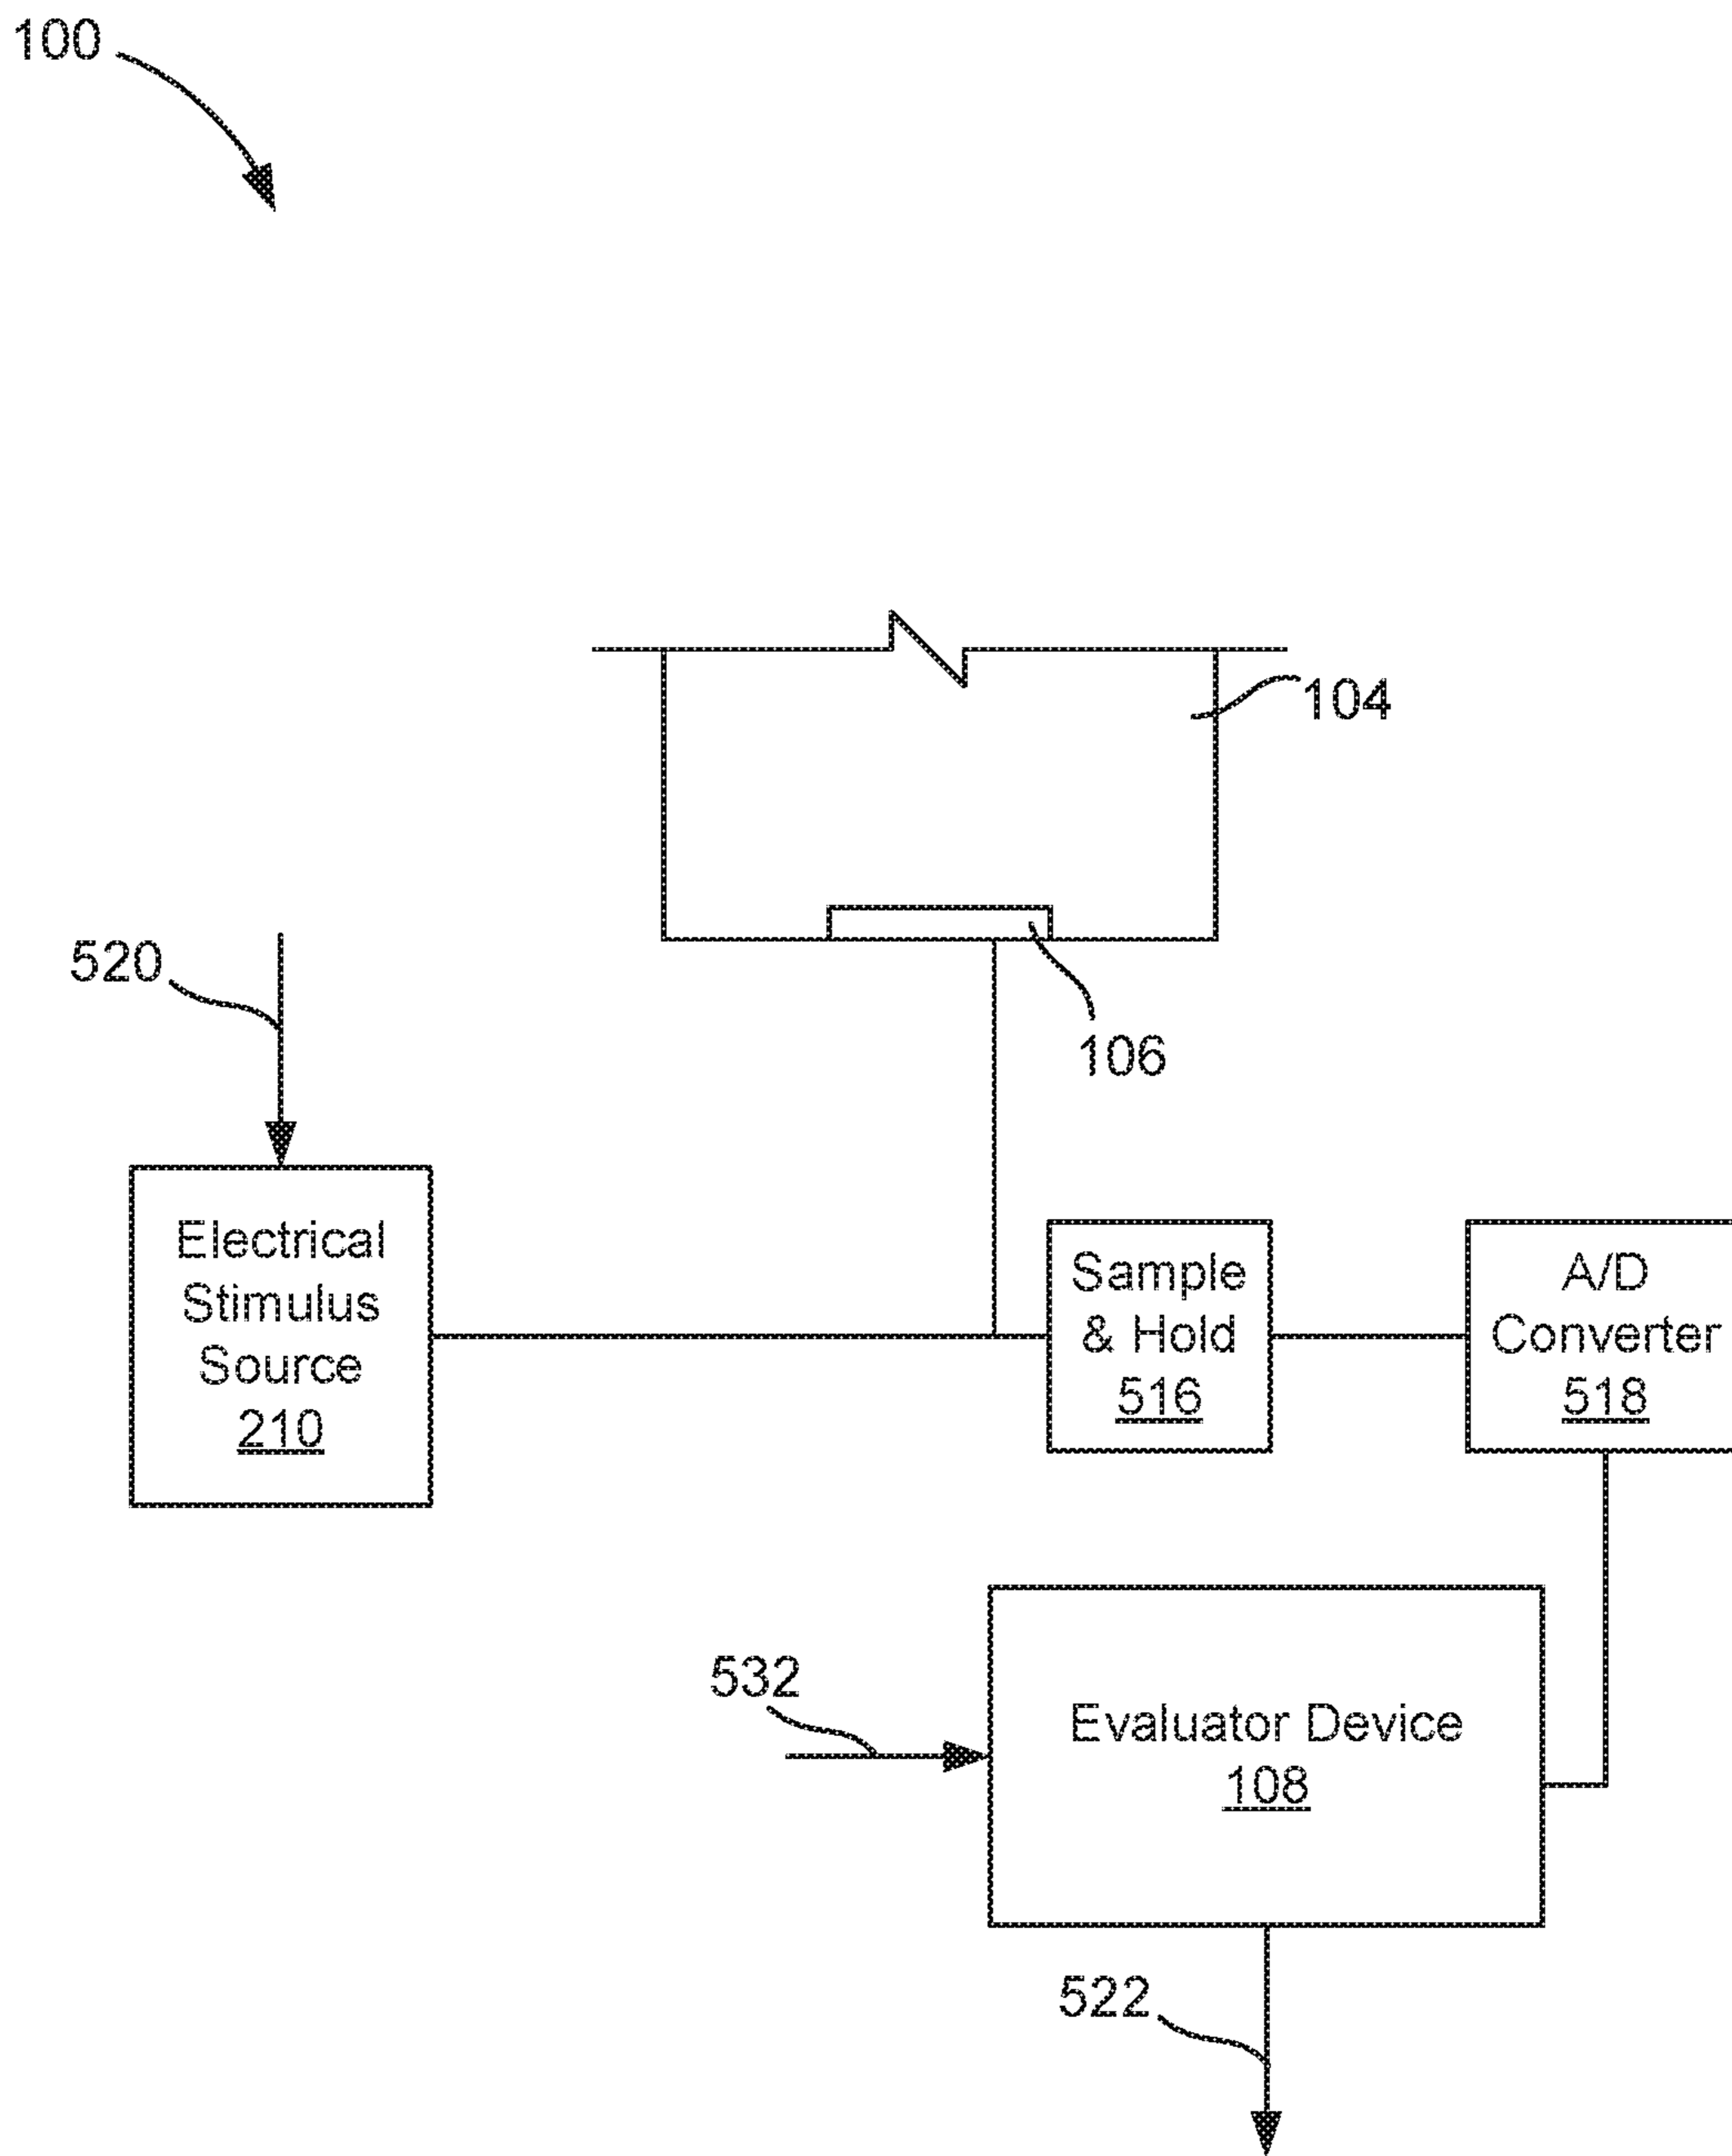 100
104
106
520
Electrical
Stimulus
Source
210
Sample
& Hold
516
A/D
Converter
518
532
Evaluator Device
108
522